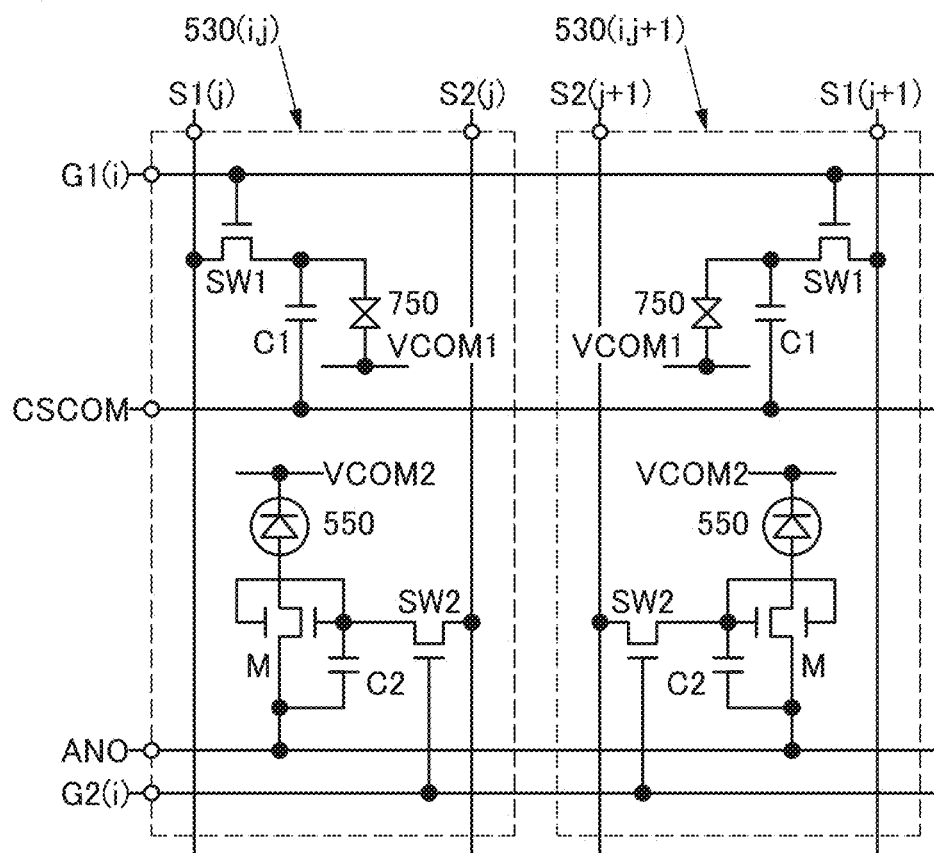 530(i,j) 530(i,j+1)
S1(j) S2(j) S2(j+1) S1(j+1)
G1(i)
SW1 SW1
750 750
C1 VCOM1 VCOM1 C1
CSCOM
VCOM2 VCOM2
550 550
SW2 SW2
M C2 C2 M
ANO
G2(i)